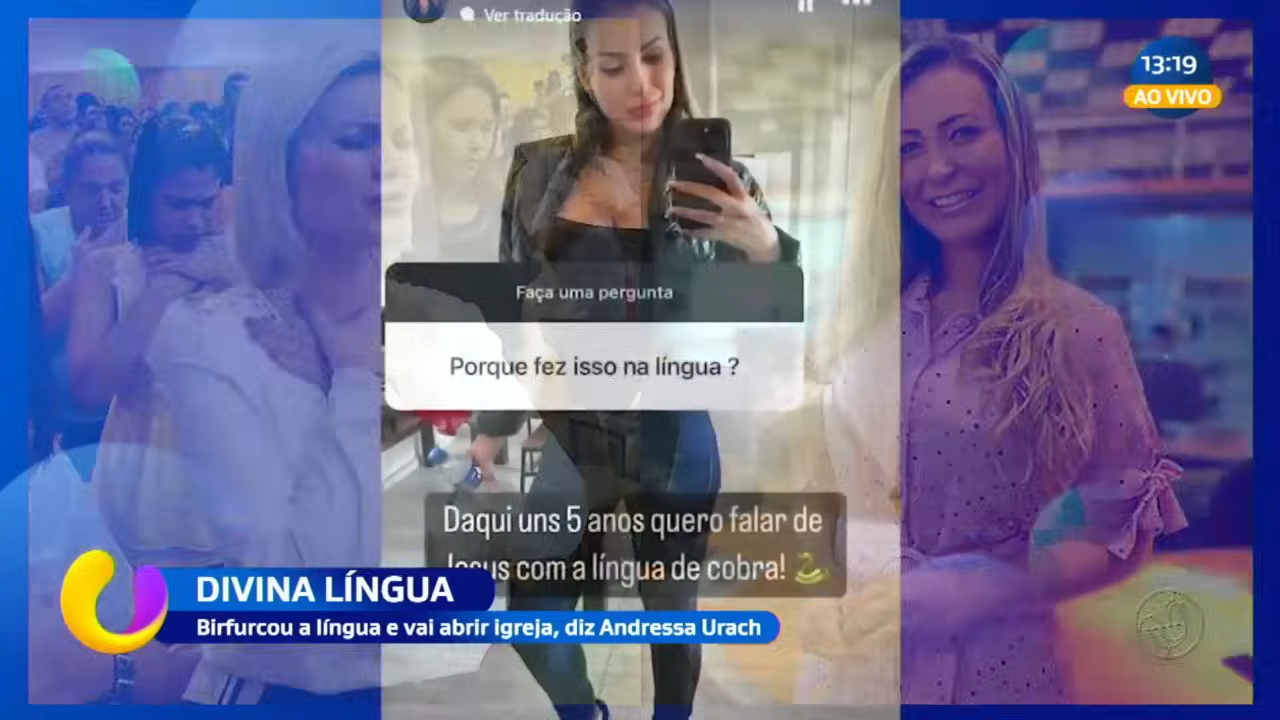 Ver tradução
13:19
AO VIVO
Faça uma pergunta
Porque fez isso na língua ?
Daqui uns 5 anos quero falar de
Jesus com a língua de cobra!
DIVINA LÍNGUA
Birfurcou a língua e vai abrir igreja, diz Andressa Urach